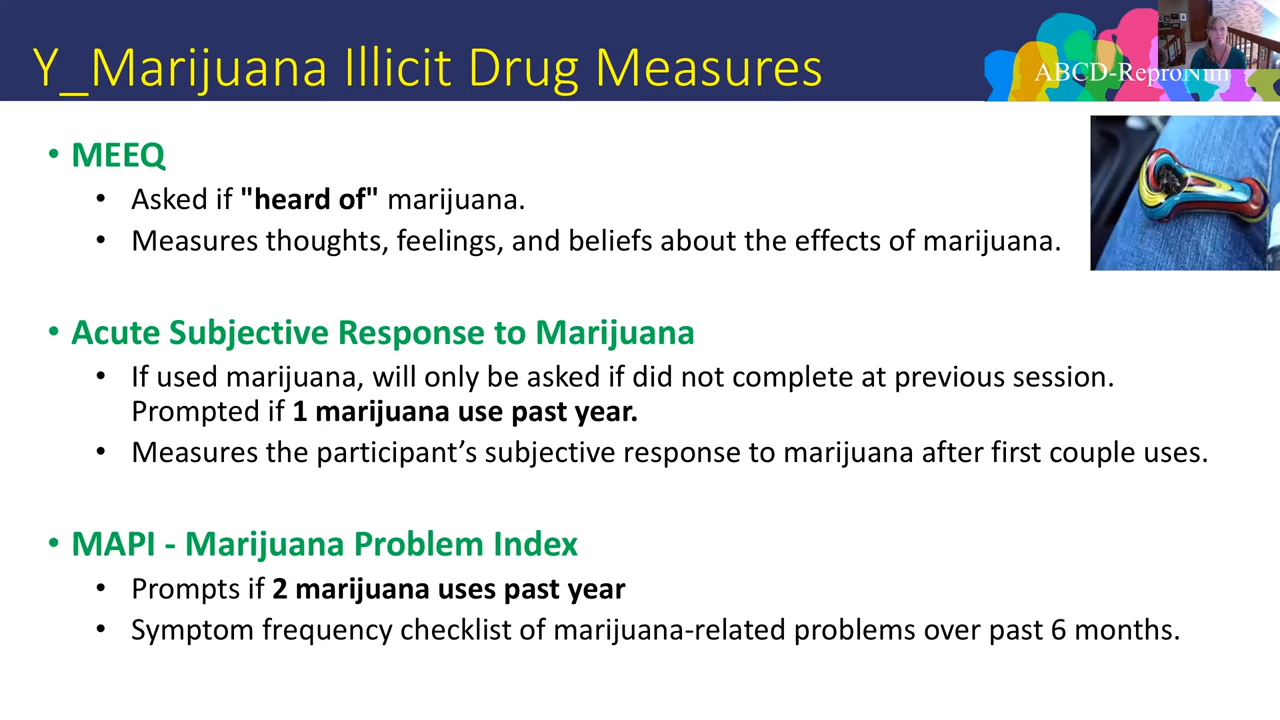 Y_Marijuana Illicit Drug Measures
ABCD-ReproNim
• MEEQ
• Asked if "heard of" marijuana.
• Measures thoughts, feelings, and beliefs about the effects of marijuana.
• Acute Subjective Response to Marijuana
• If used marijuana, will only be asked if did not complete at previous session.
Prompted if 1 marijuana use past year.
• Measures the participant’s subjective response to marijuana after first couple uses.
• MAPI - Marijuana Problem Index
• Prompts if 2 marijuana uses past year
• Symptom frequency checklist of marijuana-related problems over past 6 months.